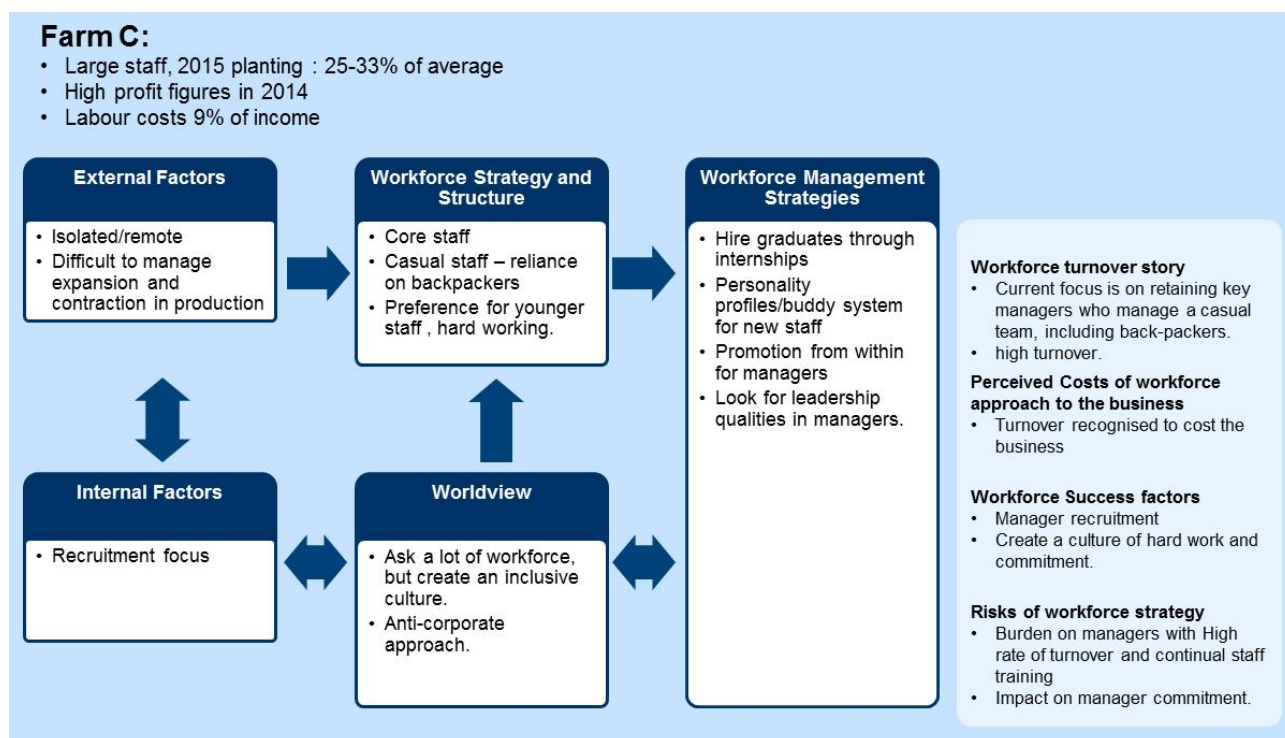 Farm C:
• Large staff, 2015 planting : 25-33% of average
• High profit figures in 2014
• Labour costs 9% of income
External Factors
• Isolated/remote
• Difficult to manage
expansion and
contraction in production
Workforce Strategy and
Structure
• Core staff
• Casual staff – reliance
on backpackers
• Preference for younger
staff , hard working.
Workforce Management
Strategies
• Hire graduates through
internships
• Personality
profiles/buddy system
for new staff
• Promotion from within
for managers
• Look for leadership
qualities in managers.
Internal Factors
• Recruitment focus
Worldview
• Ask a lot of workforce,
but create an inclusive
culture.
• Anti-corporate
approach.
Workforce turnover story
• Current focus is on retaining key
managers who manage a casual
team, including back-packers.
• high turnover.
Perceived Costs of workforce
approach to the business
• Turnover recognised to cost the
business
Workforce Success factors
• Manager recruitment
• Create a culture of hard work and
commitment.
Risks of workforce strategy
• Burden on managers with High
rate of turnover and continual staff
training
• Impact on manager commitment.